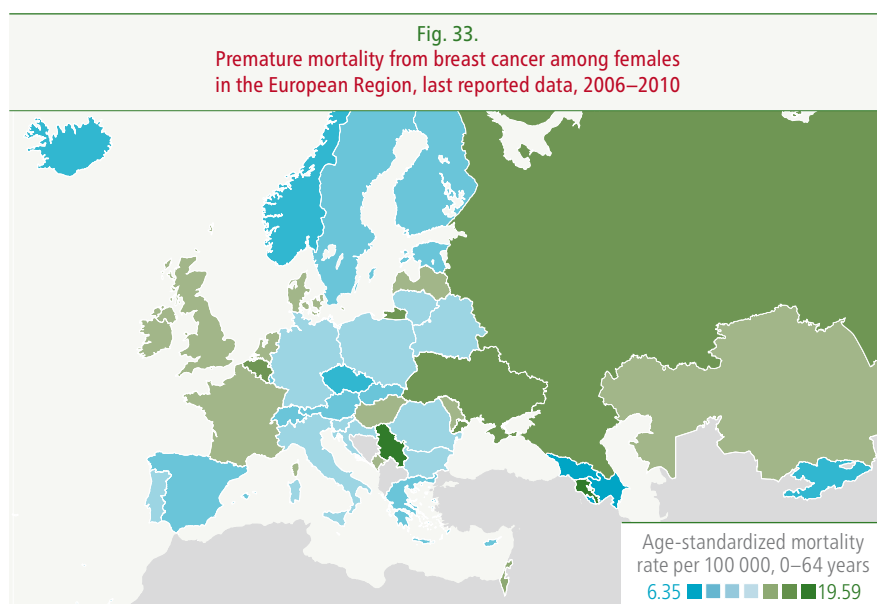 Fig. 33.
Premature mortality from breast cancer among females
in the European Region, last reported data, 2006–2010
Age-standardized mortality
rate per 100 000, 0–64 years
6.35 19.59